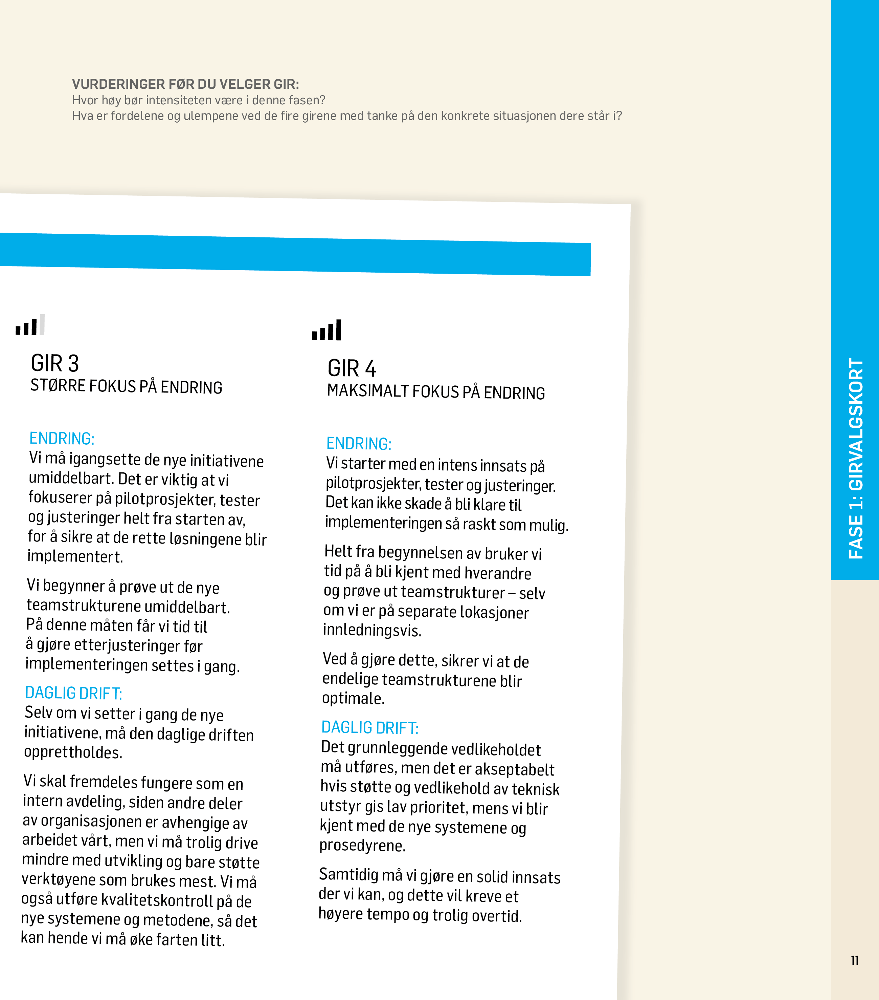 VURDERINGER FØR DU VELGER GIR:
Hvor høy bør intensiteten være i denne fasen?
Hva er fordelene og ulempene ved de fire girene med tanke på den konkrete situasjonen dere står i?
GIR 3
STØRRE FOKUS PÅ ENDRING
ENDRING:
Vi må igangsette de nye initiativene
umiddelbart. Det er viktig at vi
fokuserer på pilotprosjekter, tester
og justeringer helt fra starten av,
for å sikre at de rette løsningene blir
implementert.
Vi begynner å prøve ut de nye
teamstrukturene umiddelbart.
På denne måten får vi tid til
å gjøre etterjusteringer før
implementeringen settes i gang.
DAGLIG DRIFT:
Selv om vi setter i gang de nye
initiativene, må den daglige driften
opprettholdes.
Vi skal fremdeles fungere som en
intern avdeling, siden andre deler
av organisasjonen er avhengige av
arbeidet vårt, men vi må trolig drive
mindre med utvikling og bare støtte
verktøyene som brukes mest. Vi må
også utføre kvalitetskontroll på de
nye systemene og metodene, så det
kan hende vi må øke farten litt.
GIR 4
MAKSIMALT FOKUS PÅ ENDRING
ENDRING:
Vi starter med en intens innsats på
pilotprosjekter, tester og justeringer.
Det kan ikke skade å bli klare til
implementeringen så raskt som mulig.
Helt fra begynnelsen av bruker vi
tid på å bli kjent med hverandre
og prøve ut teamstrukturer – selv
om vi er på separate lokasjoner
innledningsvis.
Ved å gjøre dette, sikrer vi at de
endelige teamstrukturene blir
optimale.
DAGLIG DRIFT:
Det grunnleggende vedlikeholdet
må utføres, men det er akseptabelt
hvis støtte og vedlikehold av teknisk
utstyr gis lav prioritet, mens vi blir
kjent med de nye systemene og
prosedyrene.
Samtidig må vi gjøre en solid innsats
der vi kan, og dette vil kreve et
høyere tempo og trolig overtid.
FASE 1: GIRVALGSKORT
11